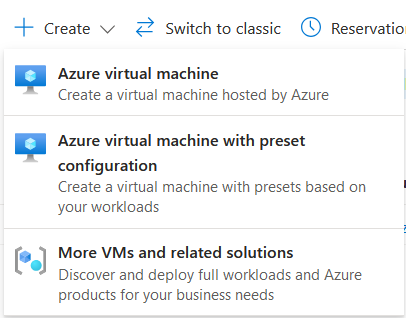 Create Switch to classic Reservatio
Azure virtual machine
Create a virtual machine hosted by Azure
Azure virtual machine with preset
configuration
Create a virtual machine with presets based on
your workloads
More VMs and related solutions
Discover and deploy full workloads and Azure
products for your business needs